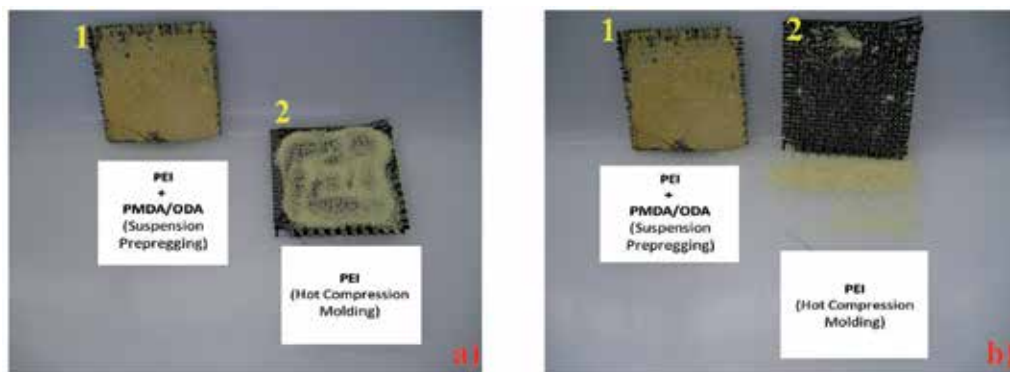 1
PEI
+
PMDA/ODA
(Suspension
Prepregging)
2
PEI
(Hot Compression
Molding)
a)
1
PEI
+
PMDA/ODA
(Suspension
Prepregging)
2
PEI
(Hot Compression
Molding)
b)